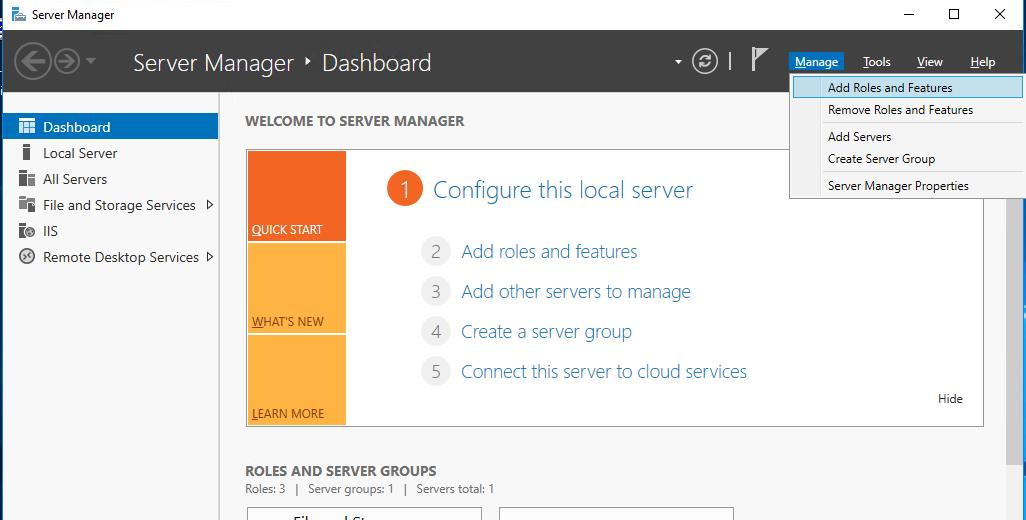 Server Manager
Server Manager ‣ Dashboard
Manage Tools View Help
Add Roles and Features
Remove Roles and Features
Add Servers
Create Server Group
Server Manager Properties
Dashboard
Local Server
All Servers
File and Storage Services
IIS
Remote Desktop Services
WELCOME TO SERVER MANAGER
QUICK START
WHAT'S NEW
LEARN MORE
1 Configure this local server
2 Add roles and features
3 Add other servers to manage
4 Create a server group
5 Connect this server to cloud services
Hide
ROLES AND SERVER GROUPS
Roles: 3 | Server groups: 1 | Servers total: 1